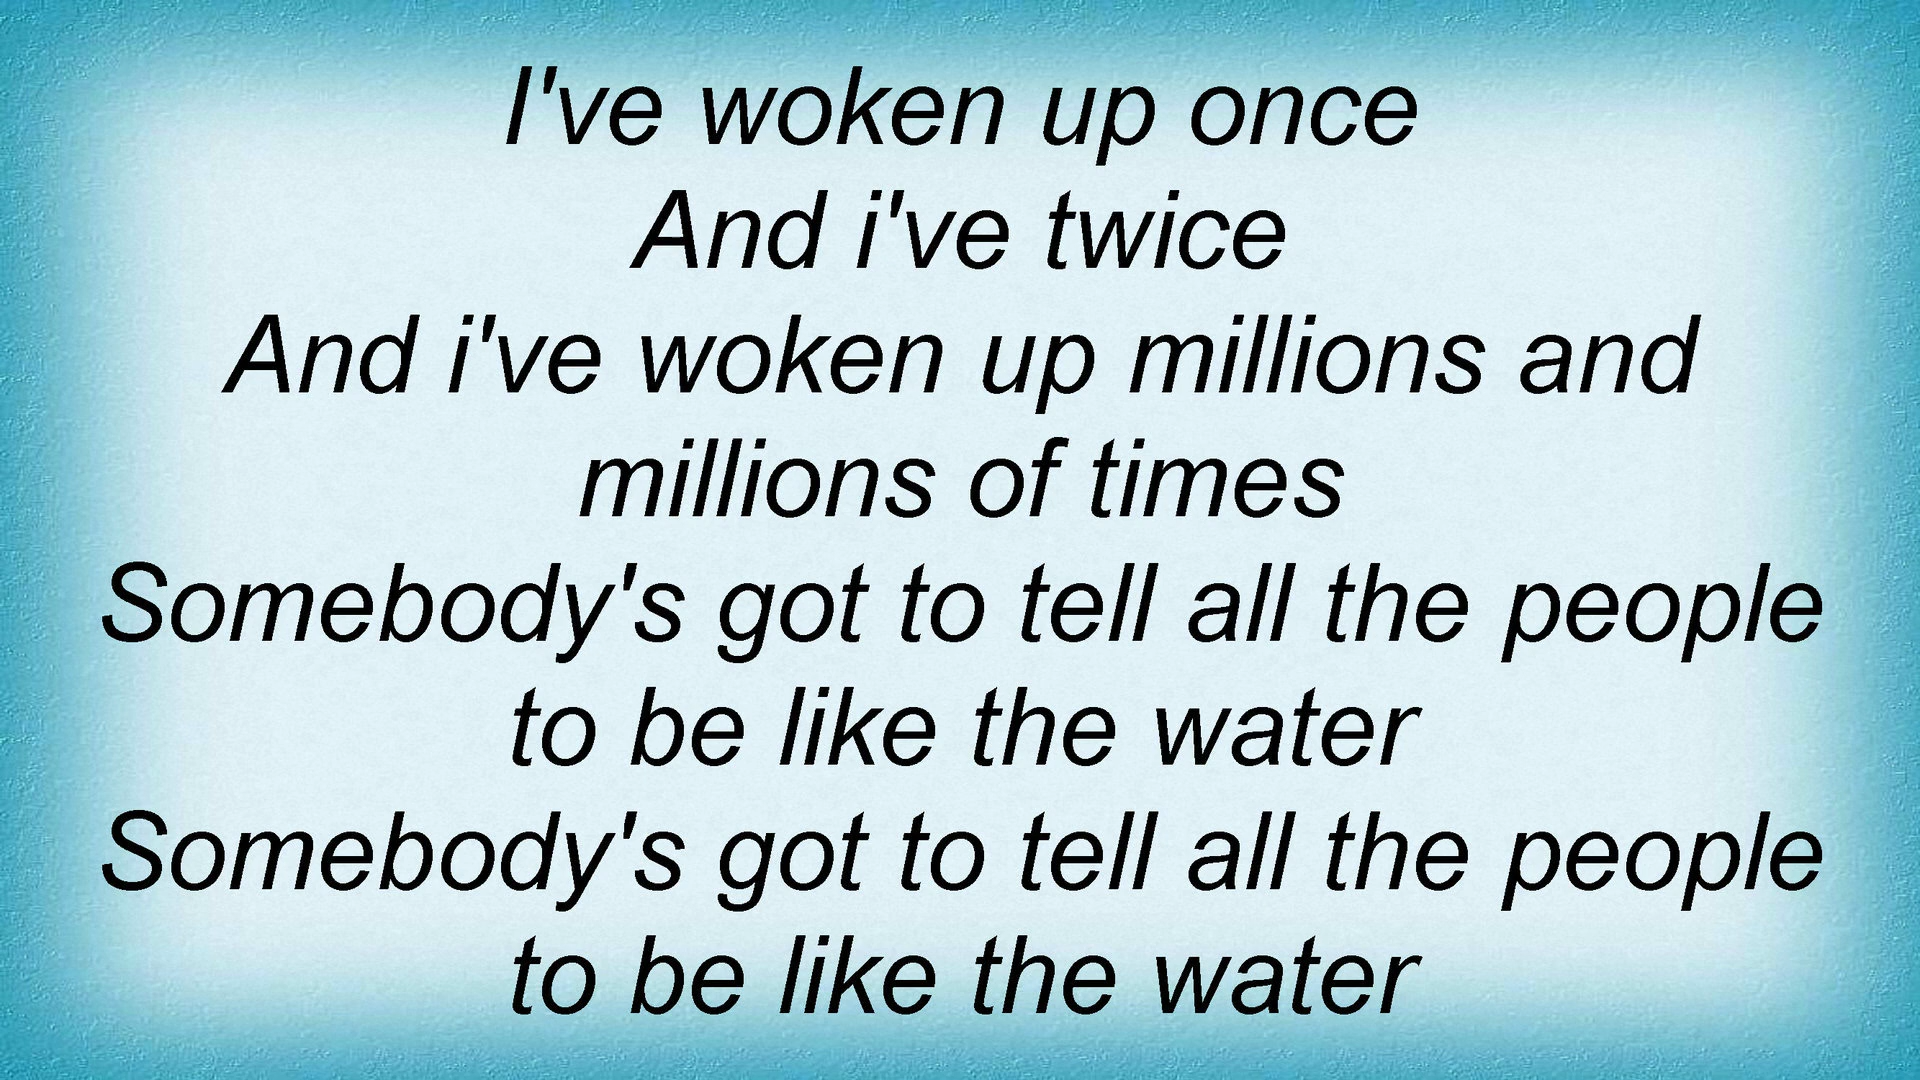 I've woken up once
And i've twice
And i've woken up millions and
millions of times
Somebody's got to tell all the people
to be like the water
Somebody's got to tell all the people
to be like the water